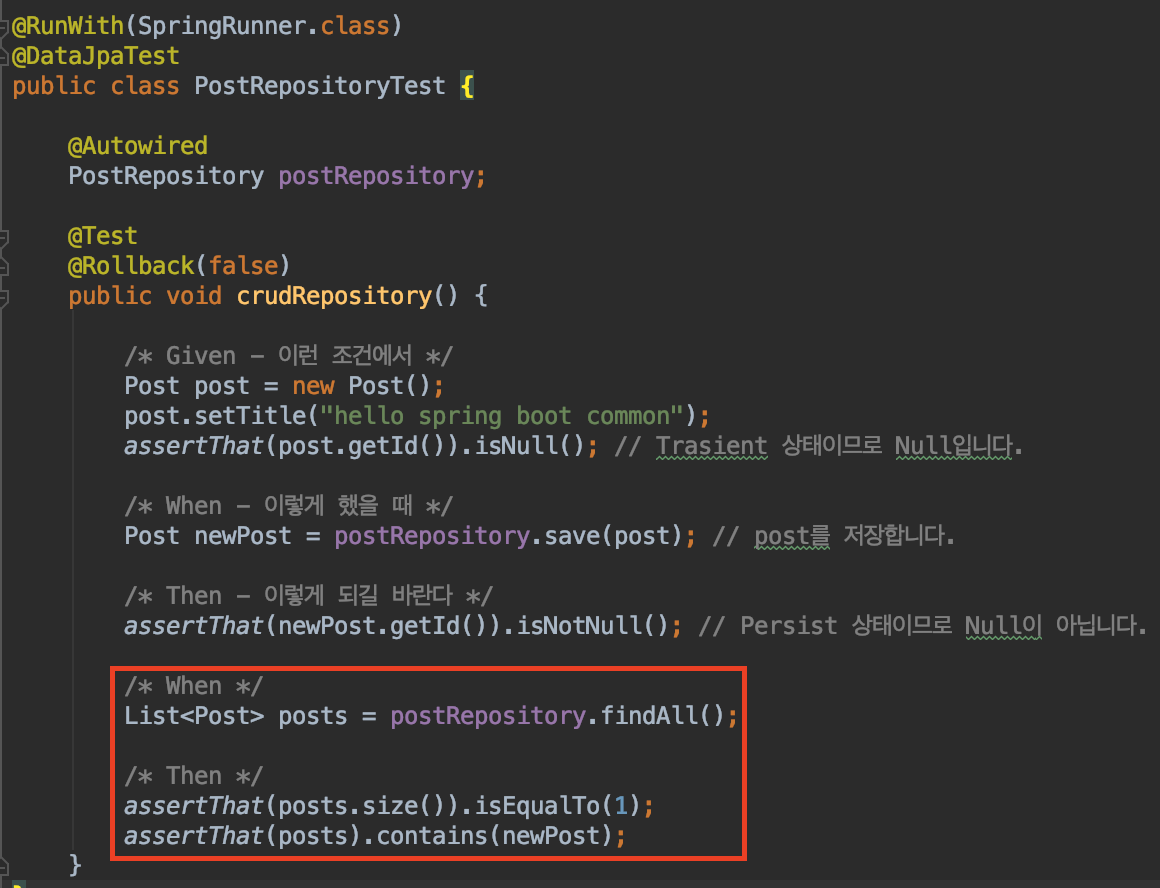 @RunWith(SpringRunner.class)
@DataJpaTest
public class PostRepositoryTest {
@Autowired
PostRepository postRepository;
@Test
@Rollback(false)
public void crudRepository() {
/* Given - 이런 조건에서 */
Post post = new Post();
post.setTitle("hello spring boot common");
assertThat(post.getId()).isNull(); // Trasient 상태이므로 Null입니다.
/* When - 이렇게 했을 때 */
Post newPost = postRepository.save(post); // post를 저장합니다.
/* Then - 이렇게 되길 바란다 */
assertThat(newPost.getId()).isNotNull(); // Persist 상태이므로 Null이 아닙니다.
/* When */
List<Post> posts = postRepository.findAll();
/* Then */
assertThat(posts.size()).isEqualTo(1);
assertThat(posts).contains(newPost);
}
}